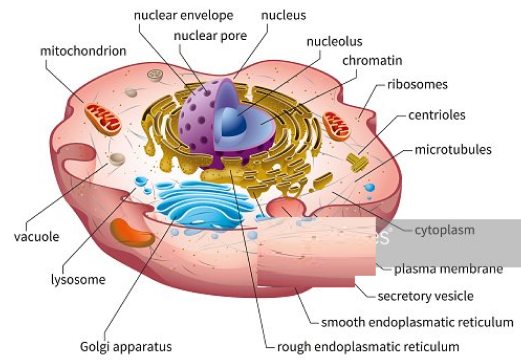 nuclear envelope
nucleus
nuclear pore
nucleolus
mitochondrion
chromatin
ribosomes
centrioles
microtubules
cytoplasm
vacuole
plasma membrane
lysosome
secretory vesicle
smooth endoplasmatic reticulum
Golgi apparatus
rough endoplasmatic reticulum